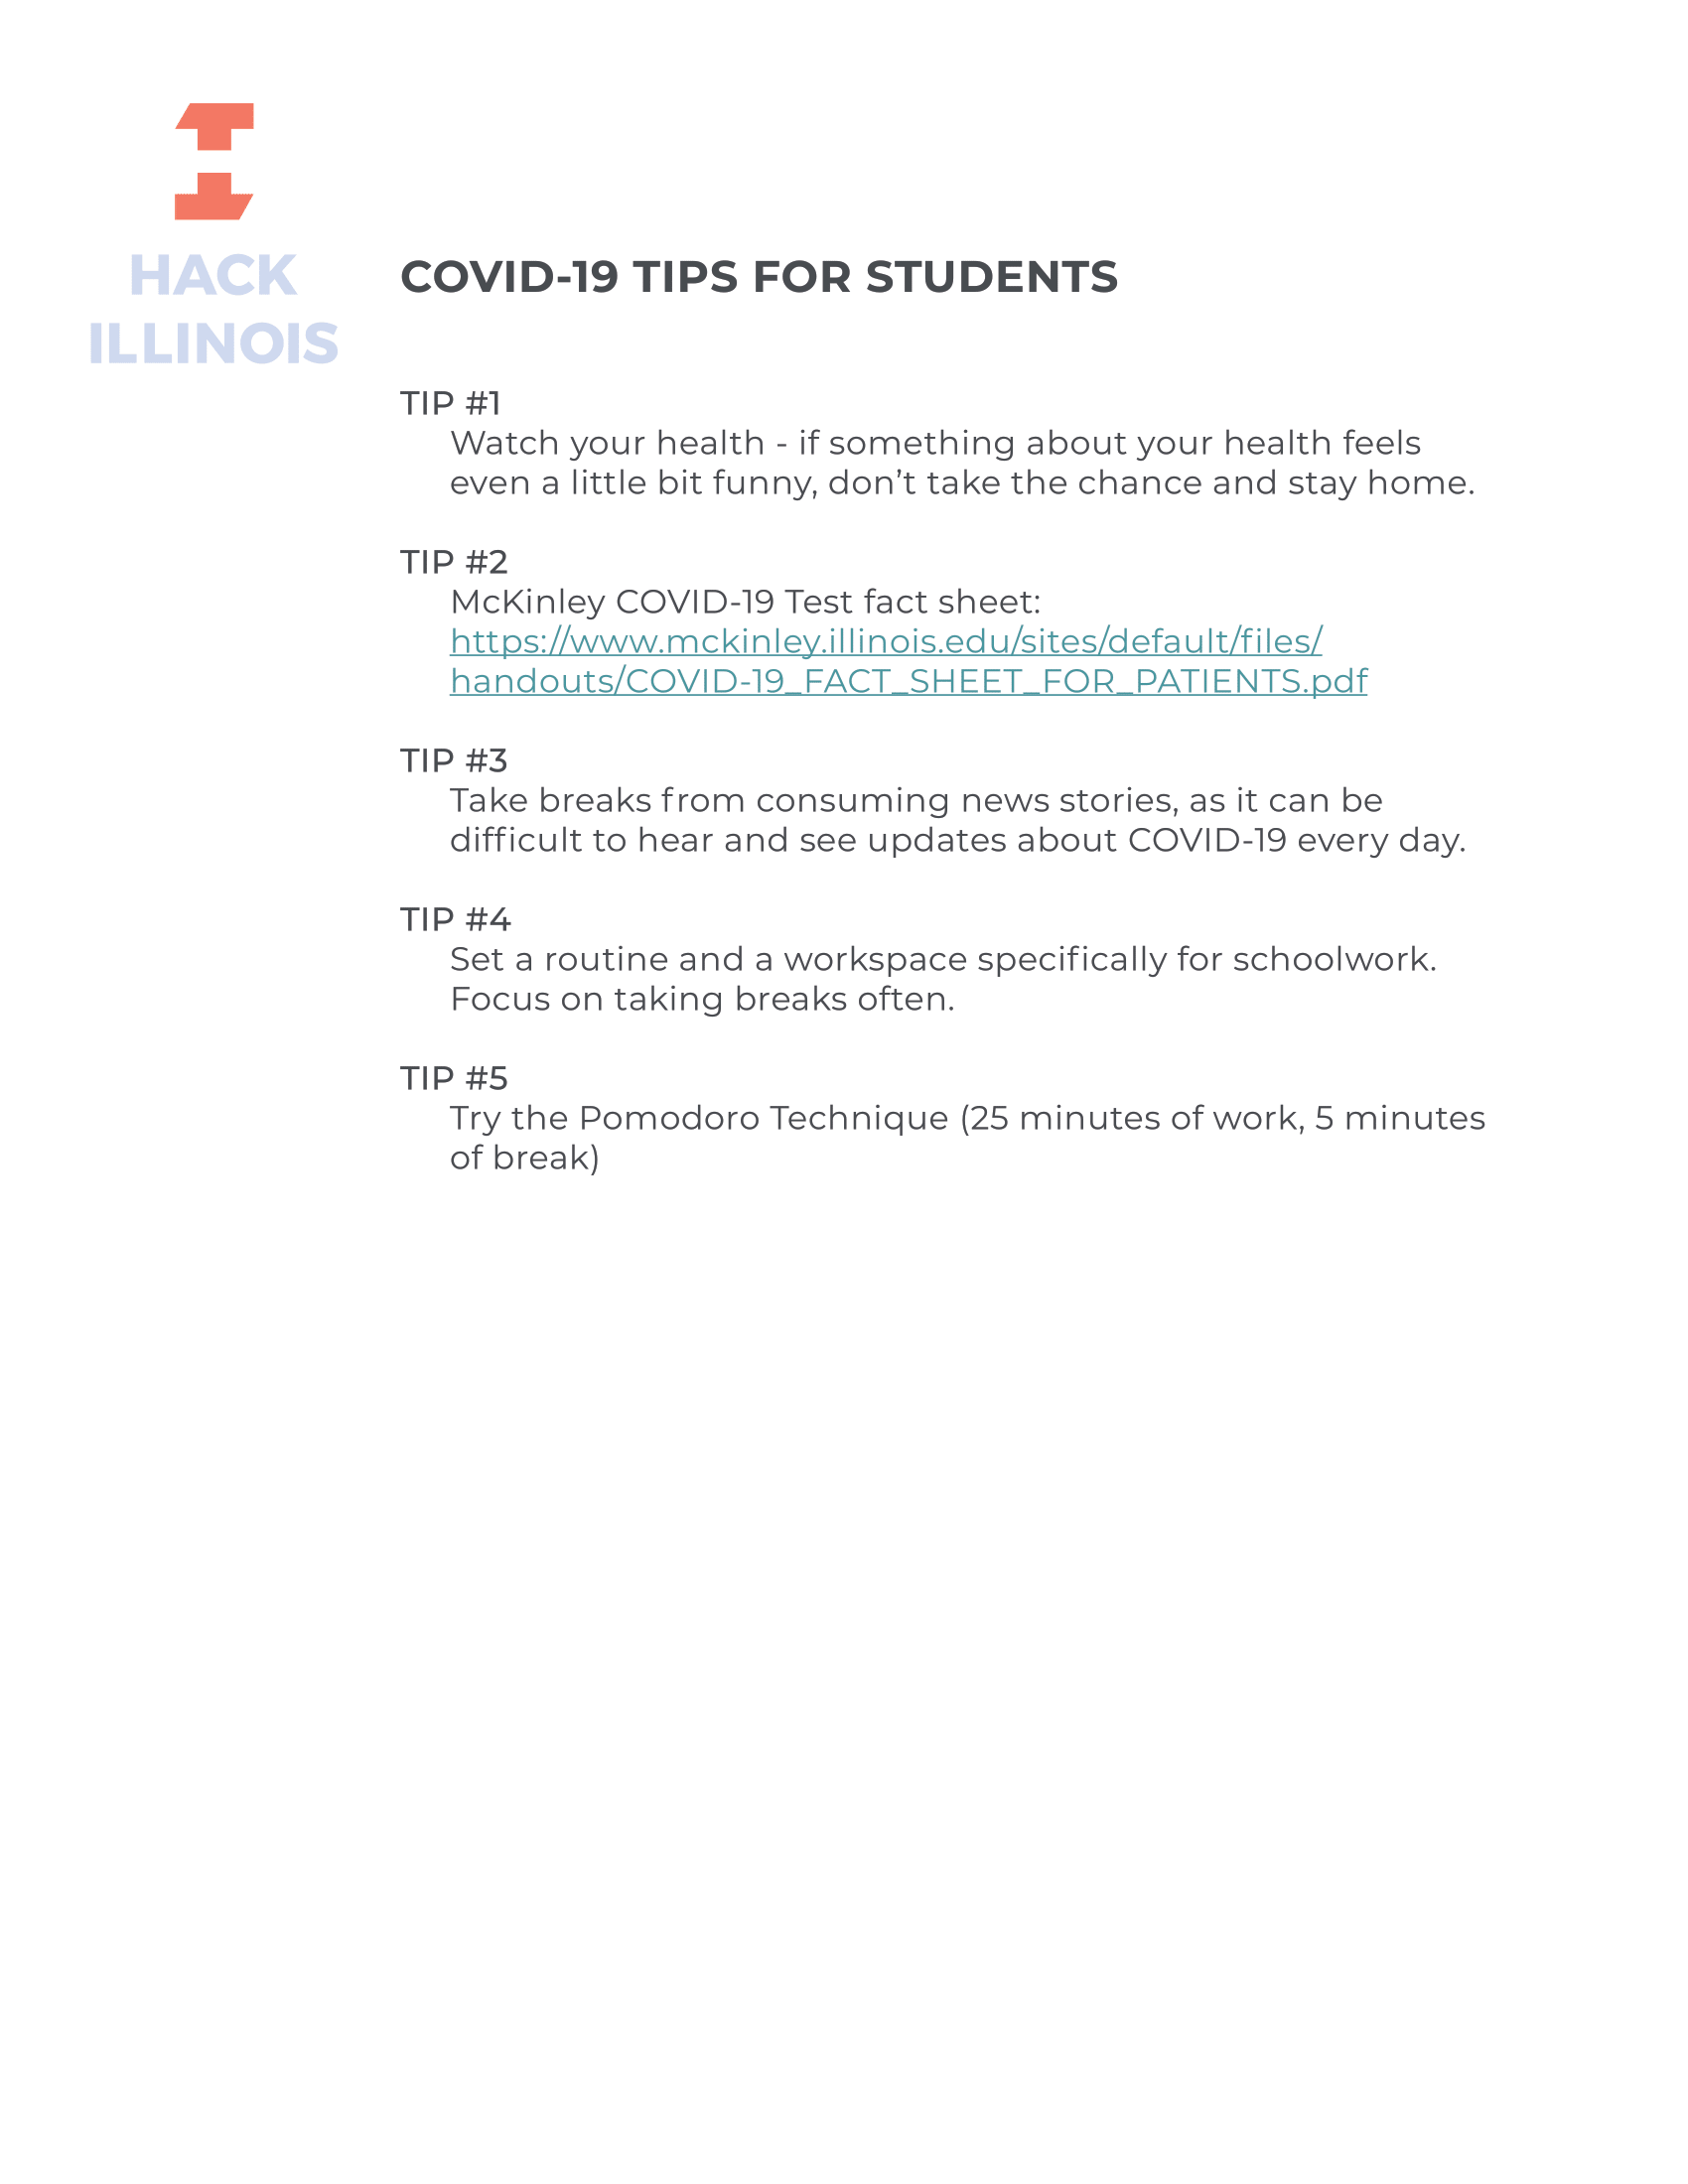 HACK
ILLINOIS
COVID-19 TIPS FOR STUDENTS
TIP #1
Watch your health - if something about your health feels
even a little bit funny, don’t take the chance and stay home.
TIP #2
McKinley COVID-19 Test fact sheet:
https://www.mckinley.illinois.edu/sites/default/files/
handouts/COVID-19_FACT_SHEET_FOR_PATIENTS.pdf
TIP #3
Take breaks from consuming news stories, as it can be
difficult to hear and see updates about COVID-19 every day.
TIP #4
Set a routine and a workspace specifically for schoolwork.
Focus on taking breaks often.
TIP #5
Try the Pomodoro Technique (25 minutes of work, 5 minutes
of break)